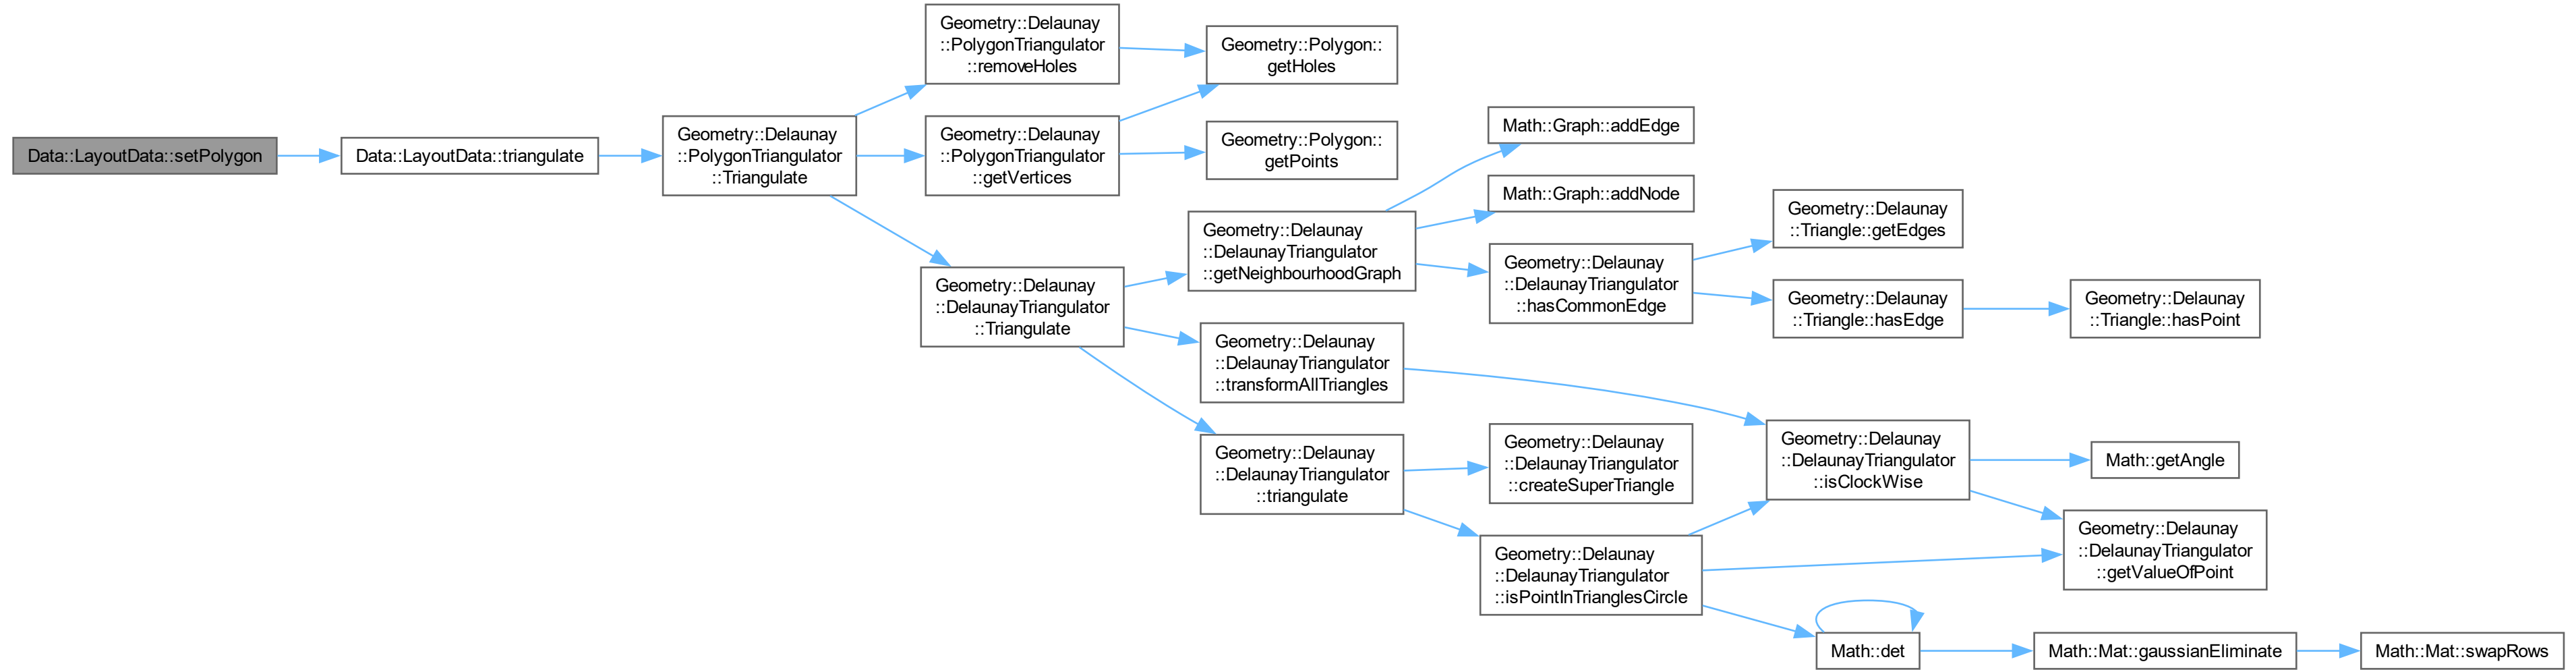 Data::LayoutData::setPolygon
Data::LayoutData::triangulate
Geometry::Delaunay
::PolygonTriangulator
::Triangulate
Geometry::Delaunay
::PolygonTriangulator
::removeHoles
Geometry::Delaunay
::PolygonTriangulator
::getVertices
Geometry::Delaunay
::DelaunayTriangulator
::Triangulate
Geometry::Polygon::
getHoles
Geometry::Polygon::
getPoints
Geometry::Delaunay
::DelaunayTriangulator
::getNeighbourhoodGraph
Geometry::Delaunay
::DelaunayTriangulator
::transformAllTriangles
Geometry::Delaunay
::DelaunayTriangulator
::triangulate
Math::Graph::addEdge
Math::Graph::addNode
Geometry::Delaunay
::DelaunayTriangulator
::hasCommonEdge
Geometry::Delaunay
::DelaunayTriangulator
::createSuperTriangle
Geometry::Delaunay
::DelaunayTriangulator
::isPointInTrianglesCircle
Geometry::Delaunay
::Triangle::getEdges
Geometry::Delaunay
::Triangle::hasEdge
Geometry::Delaunay
::DelaunayTriangulator
::isClockWise
Math::det
Geometry::Delaunay
::Triangle::hasPoint
Math::getAngle
Geometry::Delaunay
::DelaunayTriangulator
::getValueOfPoint
Math::Mat::gaussianEliminate
Math::Mat::swapRows